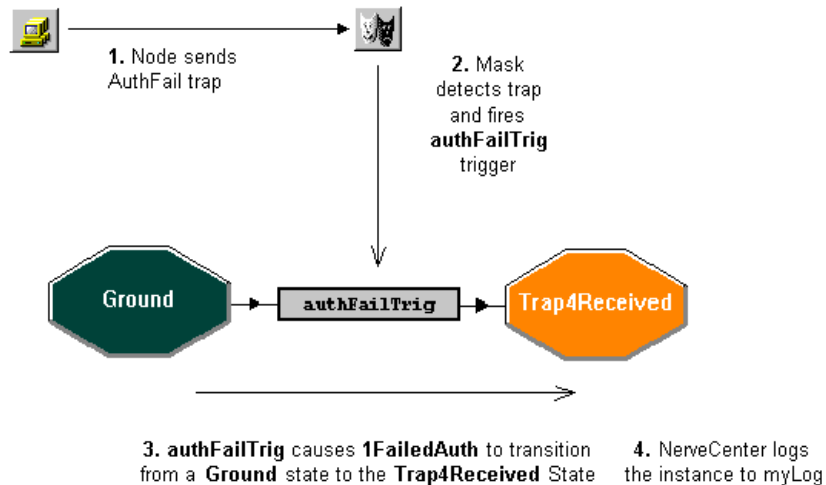 1. Node sends
AuthFail trap
2. Mask
detects trap
and fires
authFailTrig
trigger
Ground
authFailTrig
Trap4Received
3. authFailTrig causes 1FailedAuth to transition
from a Ground state to the Trap4Received State
4. NerveCenter logs
the instance to myLog